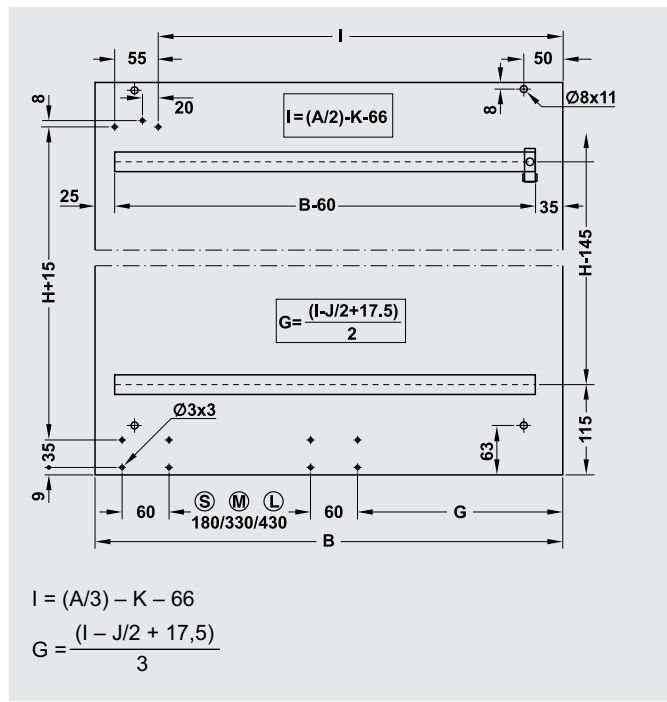 I
55
50
8
20
8
Ø8x11
I=(A/2)-K-66
25
B-60
35
H+15
H-145
G= (I-J/2+17.5)
2
Ø3x3
35
63
115
9
60
S M L
180/330/430
60
G
B
I = (A/3) – K – 66
G = (I – J/2 + 17,5)
3